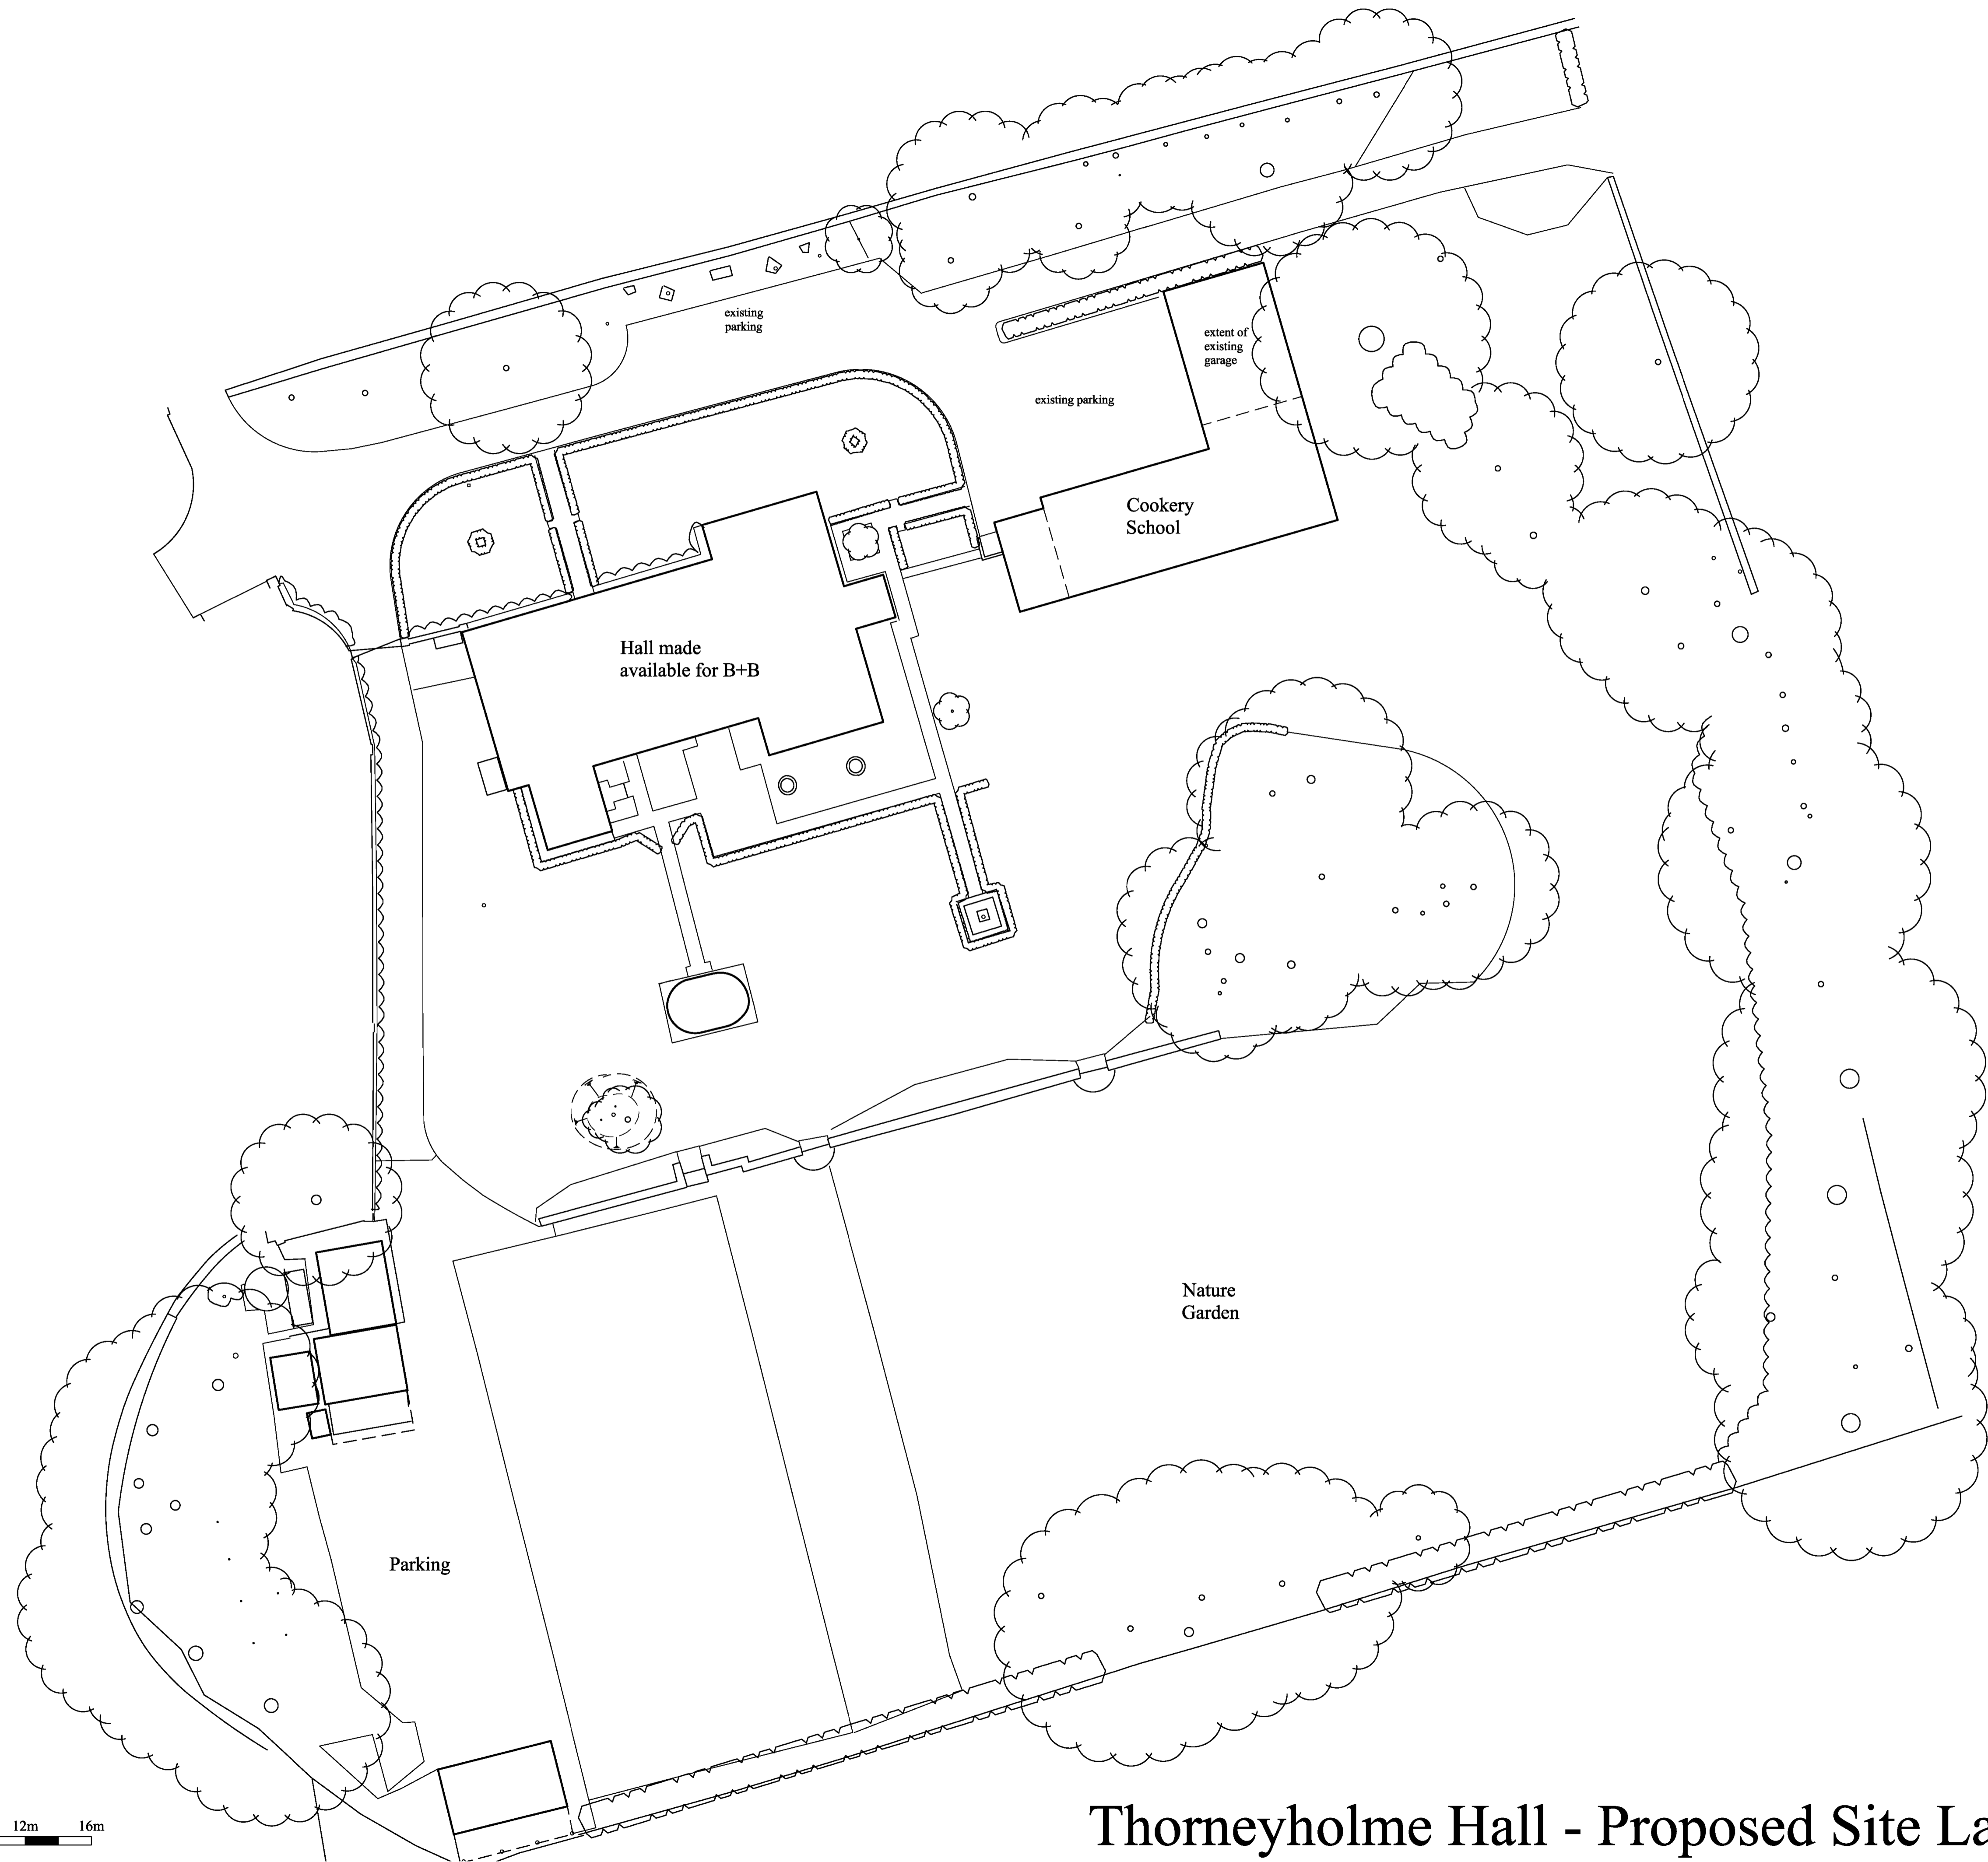 existing
parking
extent of
existing
garage
existing parking
Cookery
School
Hall made
available for B+B
Nature
Garden
Parking
12m 16m
Thorneyholme Hall - Proposed Site La